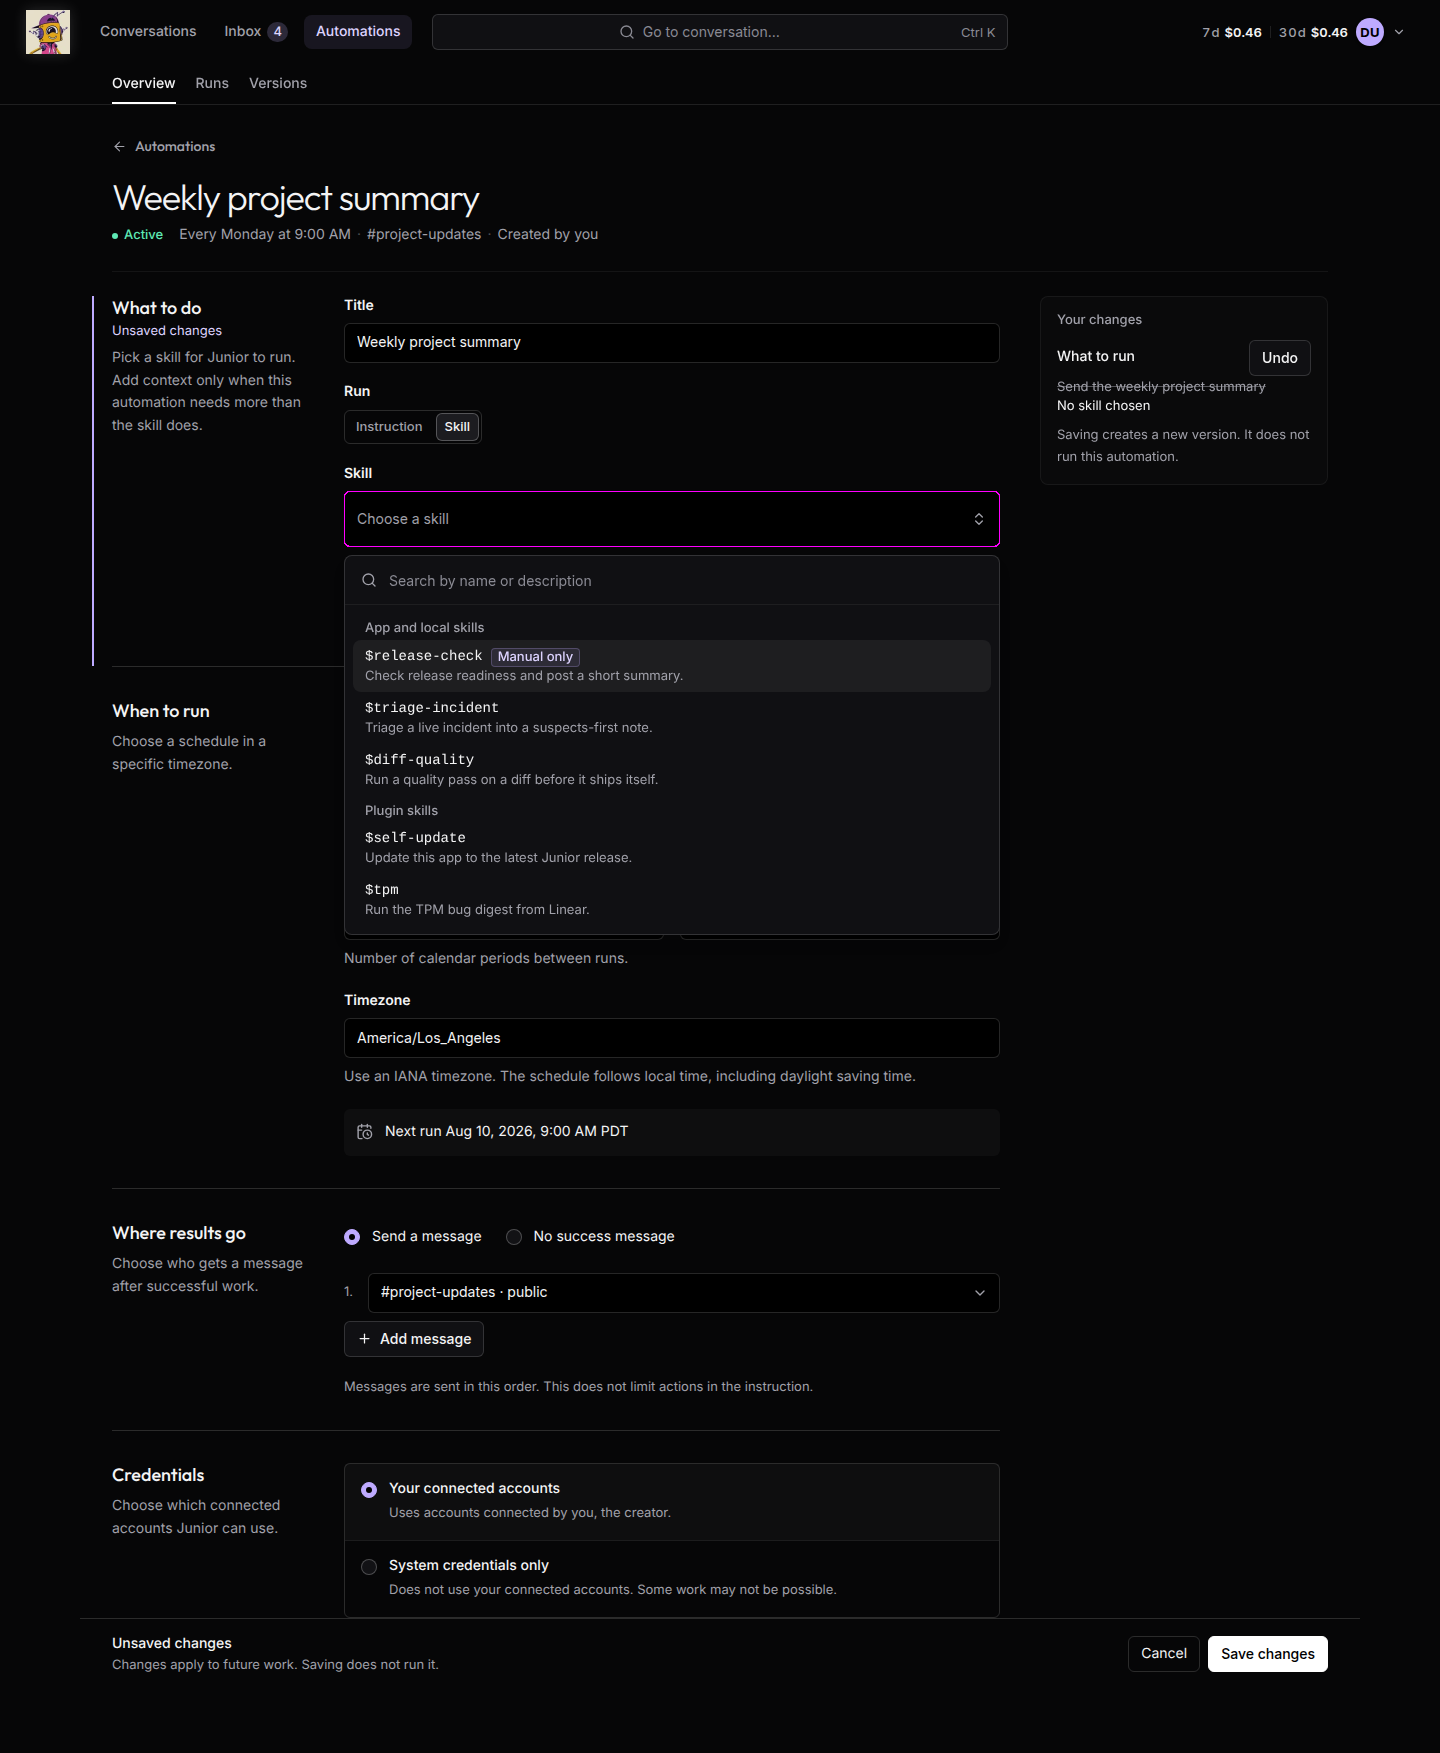 Conversations
Inbox 4
Automations
Go to conversation...
Ctrl K
7d $0.46
30d $0.46
DU
Overview
Runs
Versions
Automations
Weekly project summary
Active
Every Monday at 9:00 AM · #project-updates · Created by you
What to do
Unsaved changes
Pick a skill for Junior to run.
Add context only when this
automation needs more than
the skill does.
Title
Weekly project summary
Run
Instruction
Skill
Skill
Choose a skill
Search by name or description
App and local skills
$release-check Manual only
Check release readiness and post a short summary.
$triage-incident
Triage a live incident into a suspects-first note.
$diff-quality
Run a quality pass on a diff before it ships itself.
Plugin skills
$self-update
Update this app to the latest Junior release.
$tpm
Run the TPM bug digest from Linear.
Your changes
What to run
Undo
Send the weekly project summary
No skill chosen
Saving creates a new version. It does not
run this automation.
When to run
Choose a schedule in a
specific timezone.
Number of calendar periods between runs.
Timezone
America/Los_Angeles
Use an IANA timezone. The schedule follows local time, including daylight saving time.
Next run Aug 10, 2026, 9:00 AM PDT
Where results go
Choose who gets a message
after successful work.
Send a message
No success message
1.
#project-updates · public
Add message
Messages are sent in this order. This does not limit actions in the instruction.
Credentials
Choose which connected
accounts Junior can use.
Your connected accounts
Uses accounts connected by you, the creator.
System credentials only
Does not use your connected accounts. Some work may not be possible.
Unsaved changes
Changes apply to future work. Saving does not run it.
Cancel
Save changes